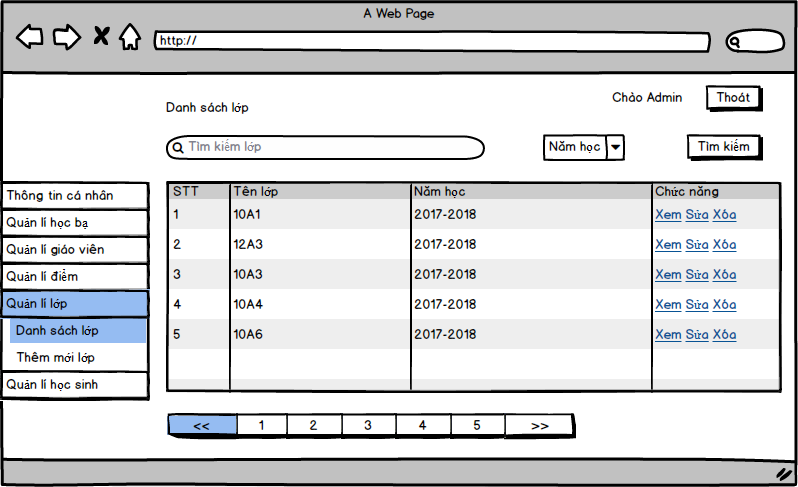 A Web Page
http://
Chào Admin
Thoát
Danh sách lớp
Tìm kiếm lớp
Năm học
Tìm kiếm
Thông tin cá nhân
Quản lí học bạ
Quản lí giáo viên
Quản lí điểm
Quản lí lớp
Danh sách lớp
Thêm mới lớp
Quản lí học sinh
STT Tên lớp Năm học Chức năng
1 10A1 2017-2018 Xem Sửa Xóa
2 12A3 2017-2018 Xem Sửa Xóa
3 10A3 2017-2018 Xem Sửa Xóa
4 10A4 2017-2018 Xem Sửa Xóa
5 10A6 2017-2018 Xem Sửa Xóa
<< 1 2 3 4 5 >>